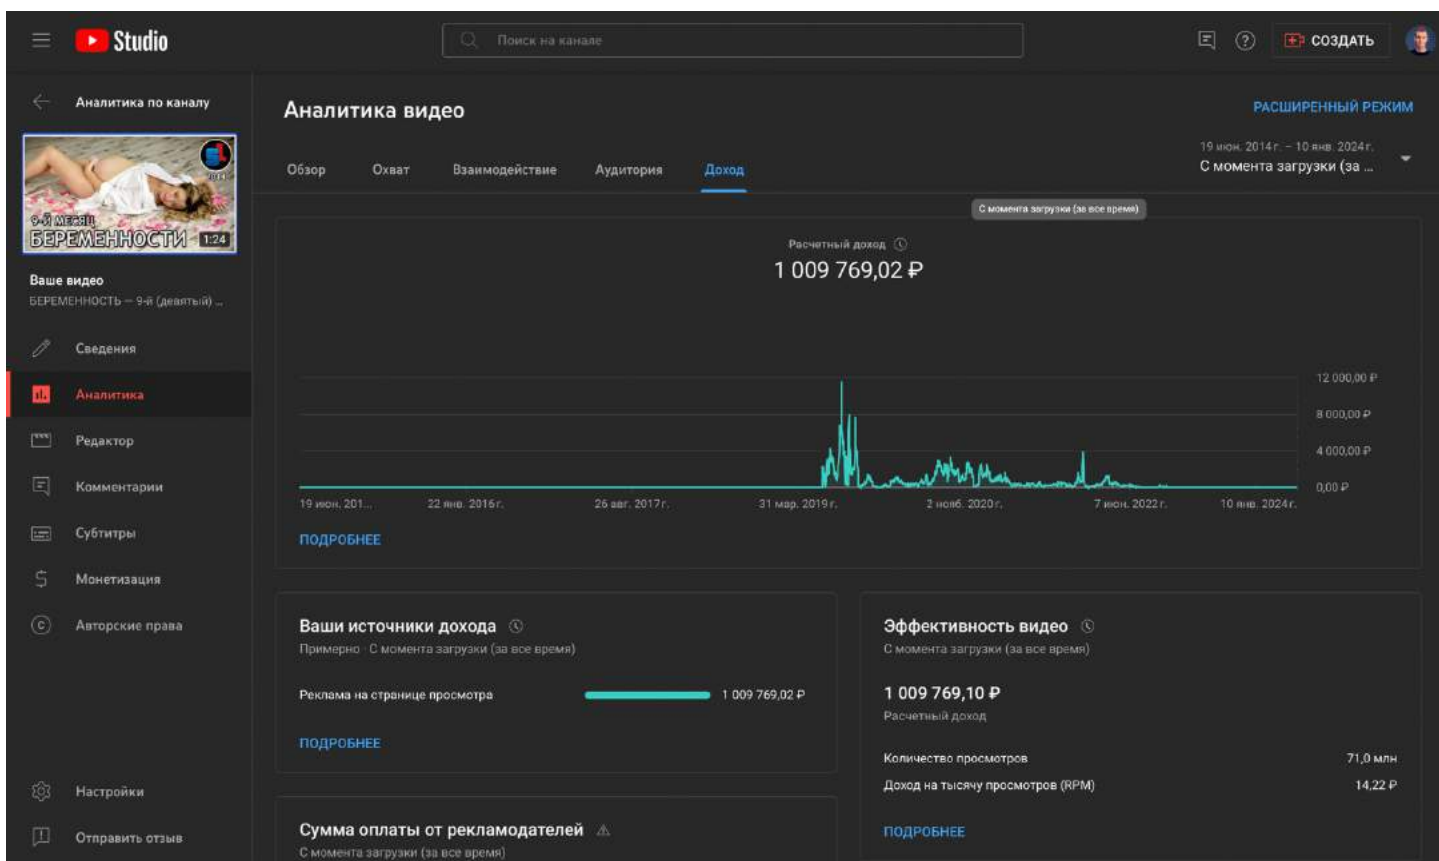 Studio
Поиск на канале
СОЗДАТЬ
Аналитика по каналу
9-й МЕСЯЦ
БЕРЕМЕННОСТИ
1:24
Ваше видео
БЕРЕМЕННОСТЬ — 9-й (девятый) ...
Сведения
Аналитика
Редактор
Комментарии
Субтитры
Монетизация
Авторские права
Настройки
Отправить отзыв
Аналитика видео
РАСШИРЕННЫЙ РЕЖИМ
Обзор
Охват
Взаимодействие
Аудитория
Доход
19 июн. 2014 г. – 10 янв. 2024 г.
С момента загрузки (за ...
С момента загрузки (за все время)
Расчетный доход
1 009 769,02 ₽
12 000,00 ₽
8 000,00 ₽
4 000,00 ₽
0,00 ₽
19 июн. 201...
22 янв. 2016 г.
26 авг. 2017 г.
31 мар. 2019 г.
2 нояб. 2020 г.
7 июн. 2022 г.
10 янв. 2024 г.
ПОДРОБНЕЕ
Ваши источники дохода
Примерно · С момента загрузки (за все время)
Реклама на странице просмотра
1 009 769,02 ₽
ПОДРОБНЕЕ
Сумма оплаты от рекламодателей
С момента загрузки (за все время)
Эффективность видео
С момента загрузки (за все время)
1 009 769,10 ₽
Расчетный доход
Количество просмотров
71,0 млн
Доход на тысячу просмотров (RPM)
14,22 ₽
ПОДРОБНЕЕ